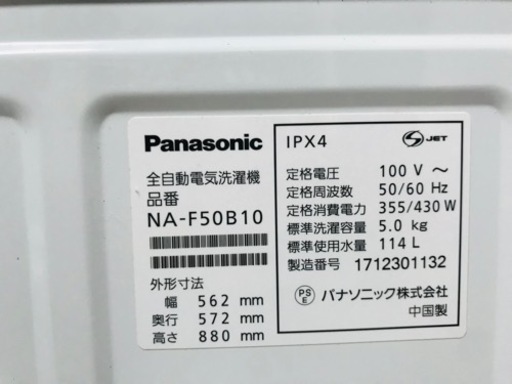 Panasonic
全自動電気洗濯機
品番
NA-F50B10
外形寸法
幅 562 mm
奥行 572 mm
高さ 880 mm
IPX4
S JET
定格電圧 100 V ～
定格周波数 50/60 Hz
定格消費電力 355/430 W
標準洗濯容量 5.0 kg
標準使用水量 114 L
製造番号 1712301132
PS E パナソニック株式会社
中国製